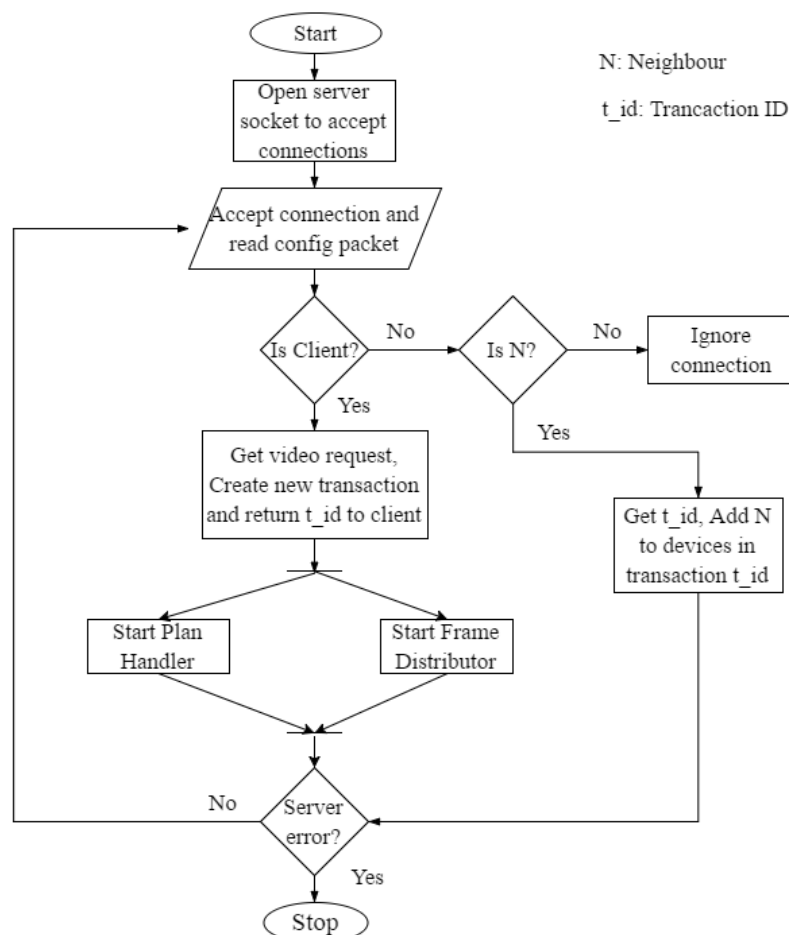 Start
N: Neighbour
t_id: Trancaction ID
Open server
socket to accept
connections
Accept connection and
read config packet
Is Client?
No
Is N?
No
Ignore
connection
Yes
Yes
Get video request,
Create new transaction
and return t_id to client
Get t_id, Add N
to devices in
transaction t_id
Start Plan
Handler
Start Frame
Distributor
No
Server
error?
Yes
Stop